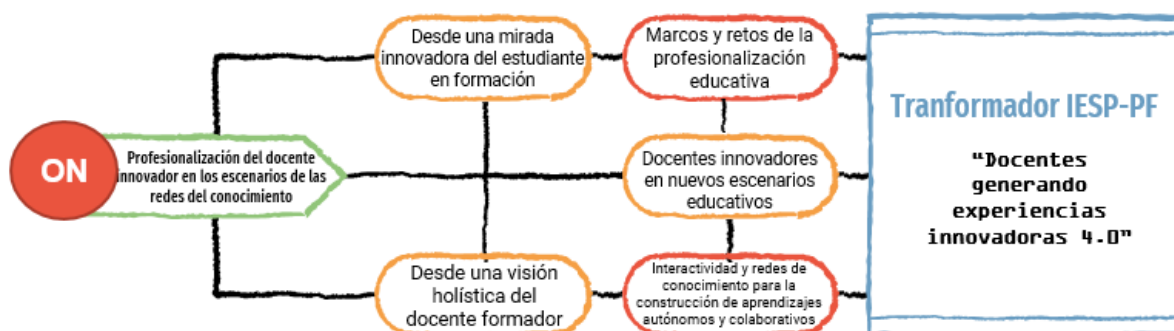 ON
Profesionalización del docente
innovador en los escenarios de las
redes del conocimiento
Desde una mirada
innovadora del estudiante
en formación
Desde una visión
holística del
docente formador
Marcos y retos de la
profesionalización
educativa
Docentes innovadores
en nuevos escenarios
educativos
Interactividad y redes de
conocimiento para la
construcción de aprendizajes
autónomos y colaborativos
Tranformador IESP-PF
"Docentes
generando
experiencias
innovadoras 4.0"